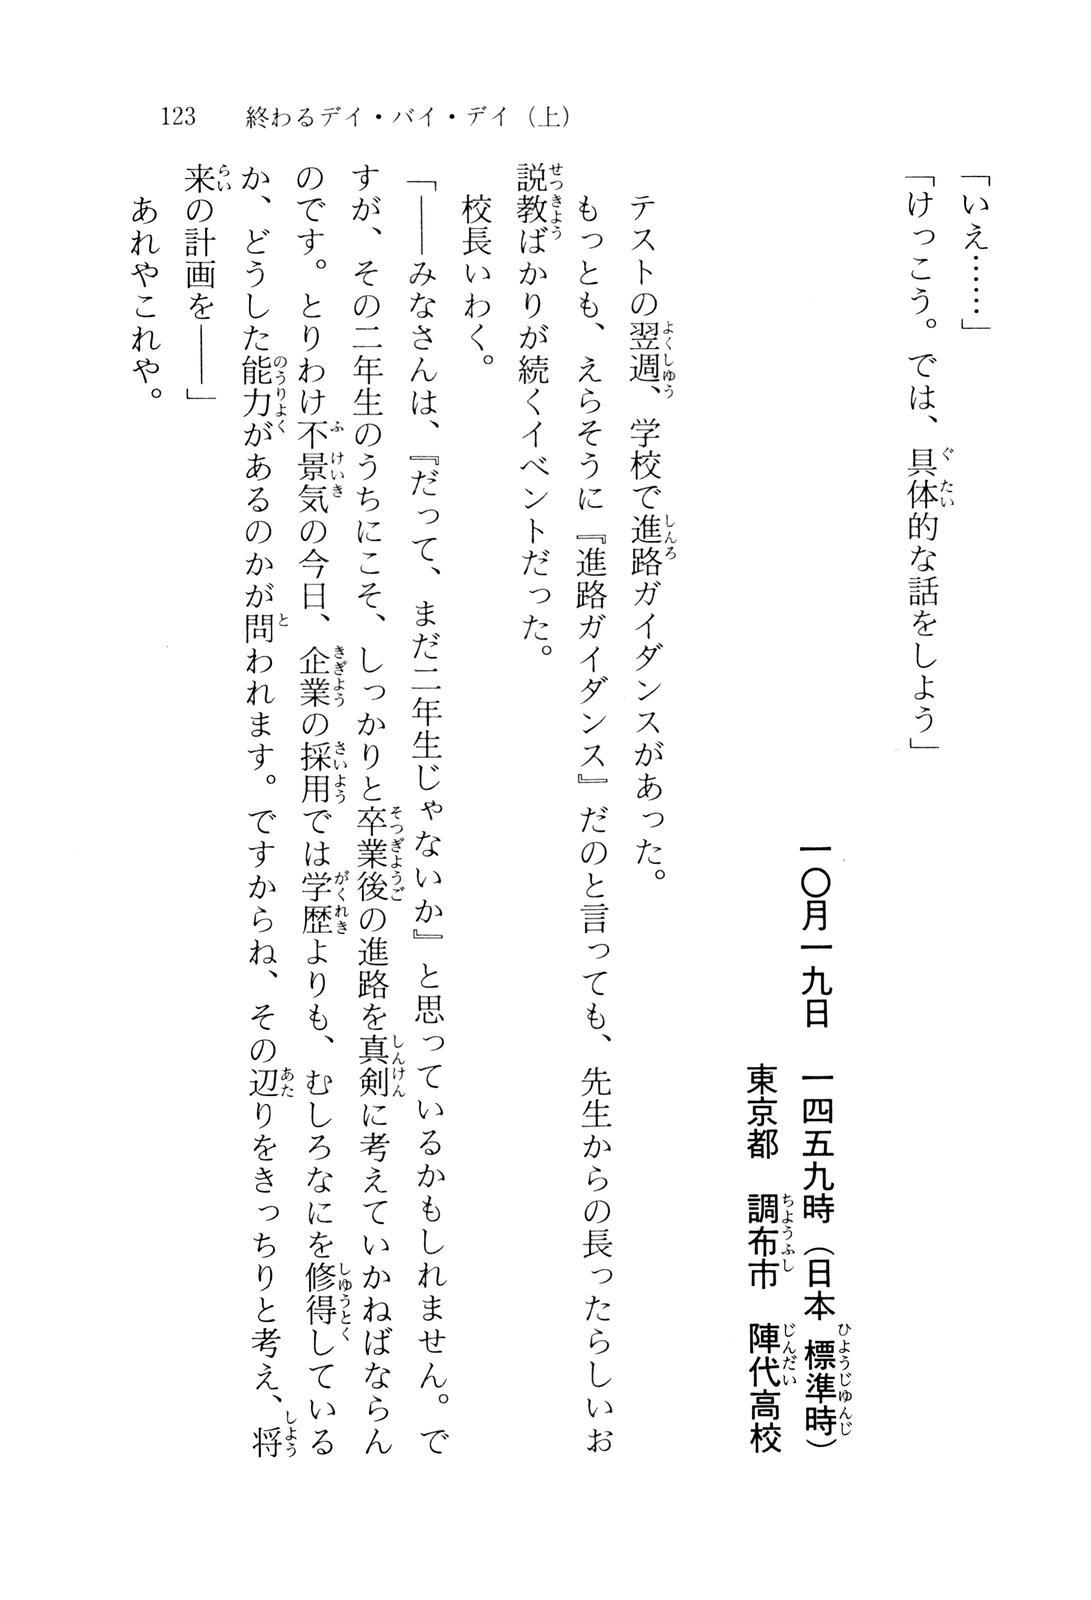 123 終わるデイ・バイ・デイ（上）
「いえ……」
「けっこう。では、具体的な話をしよう」
一〇月一九日　一四五九時（日本標準時）
東京都　調布市　陣代高校
テストの翌週、学校で進路ガイダンスがあった。
もっとも、えらそうに『進路ガイダンス』だのと言っても、先生からの長ったらしいお
説教ばかりが続くイベントだった。
校長いわく。
「――みなさんは、『だって、まだ二年生じゃないか』と思っているかもしれません。で
すが、その二年生のうちにこそ、しっかりと卒業後の進路を真剣に考えていかねばならん
のです。とりわけ不景気の今日、企業の採用では学歴よりも、むしろなにを修得している
か、どうした能力があるのかが問われます。ですからね、その辺りをきっちりと考え、将
来の計画を――」
あれやこれや。